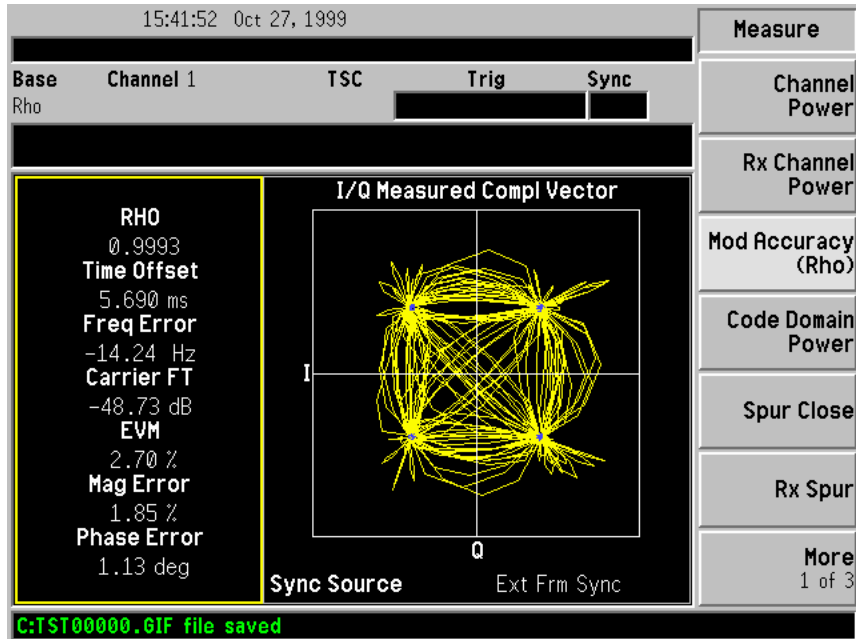 15:41:52 Oct 27, 1999
Measure
Base Channel 1 TSC Trig Sync
Rho
Channel
Power
Rx Channel
Power
Mod Accuracy
(Rho)
Code Domain
Power
Spur Close
Rx Spur
More
1 of 3
RHO
0.9993
Time Offset
5.690 ms
Freq Error
-14.24 Hz
Carrier FT
-48.73 dB
EVM
2.70 %
Mag Error
1.85 %
Phase Error
1.13 deg
I/Q Measured Compl Vector
I
Q
Sync Source Ext Frm Sync
C:TST00000.GIF file saved